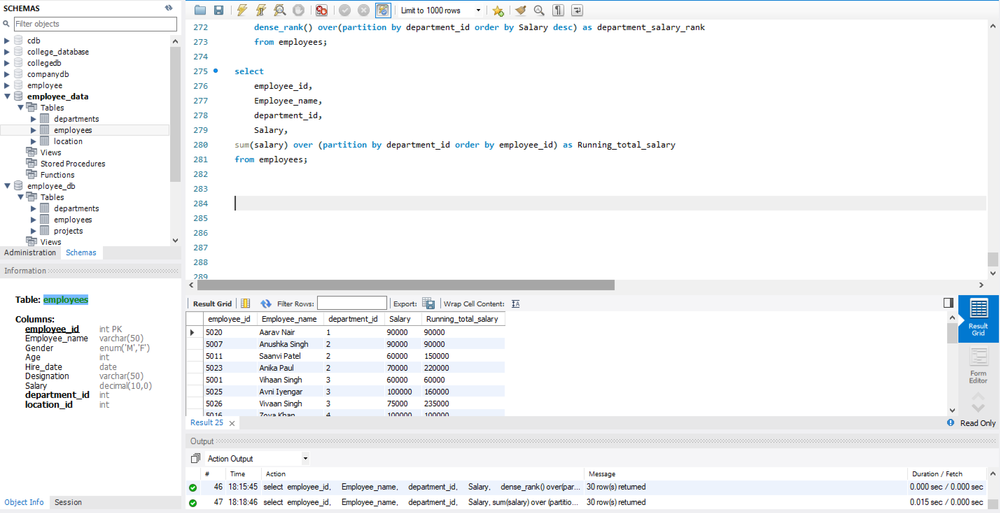 SCHEMAS
Filter objects
cdb
college_database
collegedb
companydb
employee
employee_data
Tables
departments
employees
location
Views
Stored Procedures
Functions
employee_db
Tables
departments
employees
projects
Views
Administration Schemas
Information
Table: employees
Columns:
employee_id int PK
Employee_name varchar(50)
Gender enum('M','F')
Age int
Hire_date date
Designation varchar(50)
Salary decimal(10,0)
department_id int
location_id int
Object Info Session
Limit to 1000 rows
272 dense_rank() over(partition by department_id order by Salary desc) as department_salary_rank
273 from employees;
274
275 select
276 employee_id,
277 Employee_name,
278 department_id,
279 Salary,
280 sum(salary) over (partition by department_id order by employee_id) as Running_total_salary
281 from employees;
282
283
284
285
286
287
288
289
Result Grid Filter Rows: Export: Wrap Cell Content:
employee_id Employee_name department_id Salary Running_total_salary
5020 Aarav Nair 1 90000 90000
5007 Anushka Singh 2 90000 90000
5011 Saanvi Patel 2 60000 150000
5023 Anika Paul 2 70000 220000
5001 Vihaan Singh 3 60000 60000
5025 Avni Iyengar 3 100000 160000
5026 Vivaan Singh 3 75000 235000
5016 Zoya Khan 4 100000 100000
Result Grid
Form Editor
Result 25 Read Only
Output
Action Output
# Time Action Message Duration / Fetch
46 18:15:45 select employee_id, Employee_name, department_id, Salary, dense_rank() over(par... 30 row(s) returned 0.000 sec / 0.000 sec
47 18:18:46 select employee_id, Employee_name, department_id, Salary, sum(salary) over (partitio... 30 row(s) returned 0.015 sec / 0.000 sec